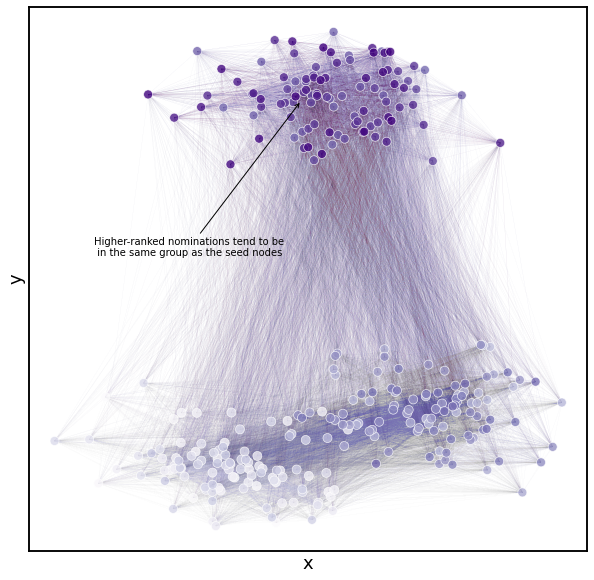 Higher-ranked nominations tend to be
in the same group as the seed nodes
y
x